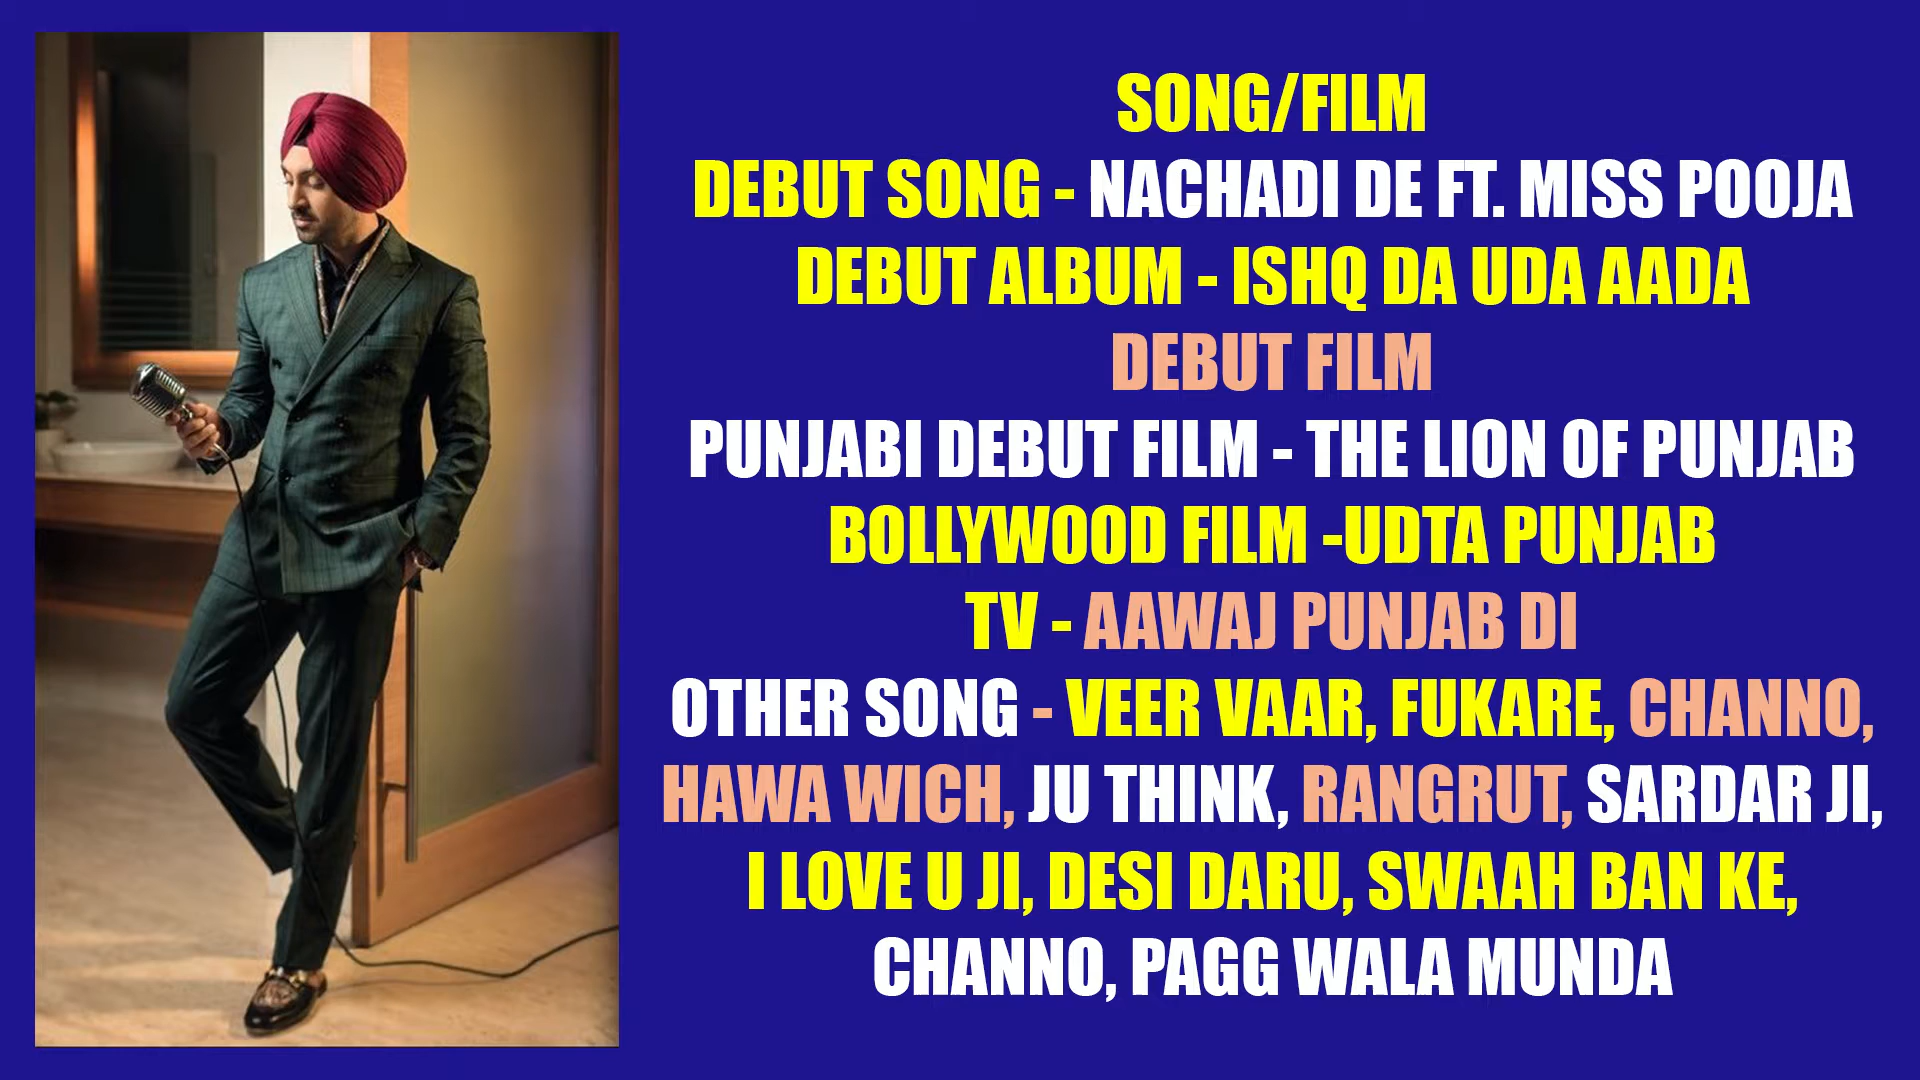 SONG/FILM
DEBUT SONG - NACHADI DE FT. MISS POOJA
DEBUT ALBUM - ISHQ DA UDA AADA
DEBUT FILM
PUNJABI DEBUT FILM - THE LION OF PUNJAB
BOLLYWOOD FILM -UDTA PUNJAB
TV - AAWAJ PUNJAB DI
OTHER SONG - VEER VAAR, FUKARE, CHANNO,
HAWA WICH, JU THINK, RANGRUT, SARDAR JI,
I LOVE U JI, DESI DARU, SWAAH BAN KE,
CHANNO, PAGG WALA MUNDA